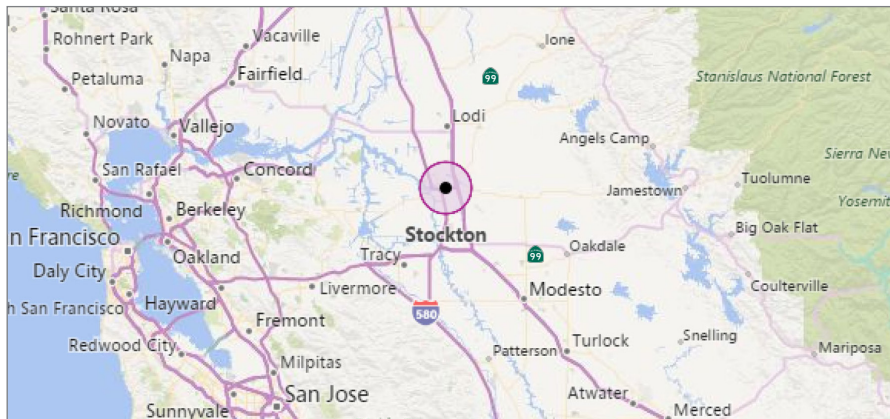 Santa Rosa
Rohnert Park
Napa
Vacaville
Ione
Petaluma
Fairfield
99
Stanislaus National Forest
Novato
Vallejo
Lodi
Angels Camp
San Rafael
Concord
Sierra Nev
Richmond
Jamestown
Tuolumne
Berkeley
Yosemit
n Francisco
Stockton
Big Oak Flat
Oakland
Tracy
99
Oakdale
Daly City
Livermore
Modesto
Coulterville
h San Francisco
Hayward
580
Fremont
Snelling
Redwood City
Patterson
Turlock
Mariposa
Milpitas
Sunnyvale
San Jose
Atwater
Merced